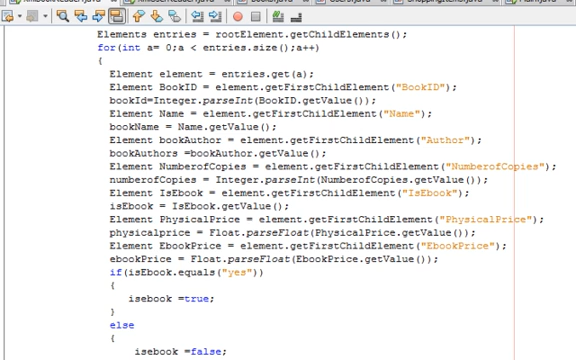 Elements entries = rootElement.getChildElements();
for(int a= 0;a < entries.size();a++)
{
Element element = entries.get(a);
Element BookID = element.getFirstChildElement("BookID");
bookId=Integer.parseInt(BookID.getValue());
Element Name = element.getFirstChildElement("Name");
bookName = Name.getValue();
Element bookAuthor = element.getFirstChildElement("Author");
bookAuthors =bookAuthor.getValue();
Element NumberofCopies = element.getFirstChildElement("NumberofCopies");
numberofCopies = Integer.parseInt(NumberofCopies.getValue());
Element IsEbook = element.getFirstChildElement("IsEbook");
isEbook = IsEbook.getValue();
Element PhysicalPrice = element.getFirstChildElement("PhysicalPrice");
physicalprice = Float.parseFloat(PhysicalPrice.getValue());
Element EbookPrice = element.getFirstChildElement("EbookPrice");
ebookPrice = Float.parseFloat(EbookPrice.getValue());
if(isEbook.equals("yes"))
{
isebook =true;
}
else
{
isebook =false;